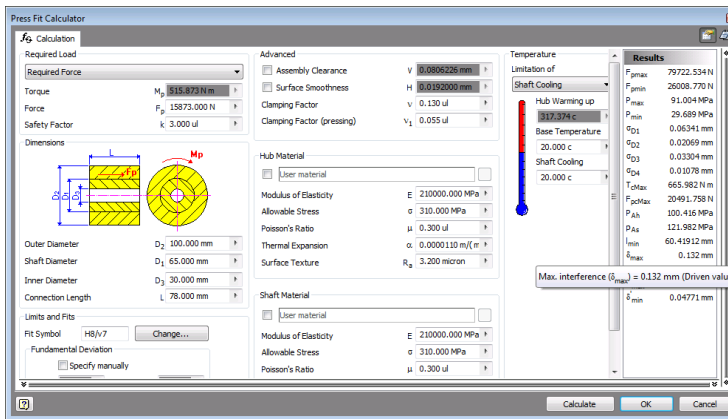 Press Fit Calculator
Calculation
Required Load
Required Force
Torque Mp 515.873 N m
Force Fp 15873.000 N
Safety Factor k 3.000 ul
Dimensions
L
Mp
Fp
D2
D1
D3
Outer Diameter D2 100.000 mm
Shaft Diameter D1 65.000 mm
Inner Diameter D3 30.000 mm
Connection Length L 78.000 mm
Limits and Fits
Fit Symbol H8/v7 Change...
Fundamental Deviation
Specify manually
Advanced
Assembly Clearance V 0.0806226 mm
Surface Smoothness H 0.0192000 mm
Clamping Factor ν 0.130 ul
Clamping Factor (pressing) ν1 0.055 ul
Hub Material
User material
Modulus of Elasticity E 210000.000 MPa
Allowable Stress σ 310.000 MPa
Poisson's Ratio μ 0.300 ul
Thermal Expansion α 0.0000110 m/( m
Surface Texture Ra 3.200 micron
Shaft Material
User material
Modulus of Elasticity E 210000.000 MPa
Allowable Stress σ 310.000 MPa
Poisson's Ratio μ 0.300 ul
Temperature
Limitation of
Shaft Cooling
Hub Warming up
317.374 c
Base Temperature
20.000 c
Shaft Cooling
20.000 c
Results
Fpmax 79722.534 N
Fpmin 26008.770 N
Pmax 91.004 MPa
Pmin 29.689 MPa
σD1 0.06341 mm
σD2 0.02069 mm
σD3 0.03304 mm
σD4 0.01078 mm
TcMax 665.982 N m
FpcMax 20491.758 N
PAh 100.416 MPa
PAs 121.982 MPa
lmin 60.41912 mm
δmax 0.132 mm
Max. interference (δmax) = 0.132 mm (Driven valu
δ'min 0.04771 mm
Calculate
OK
Cancel